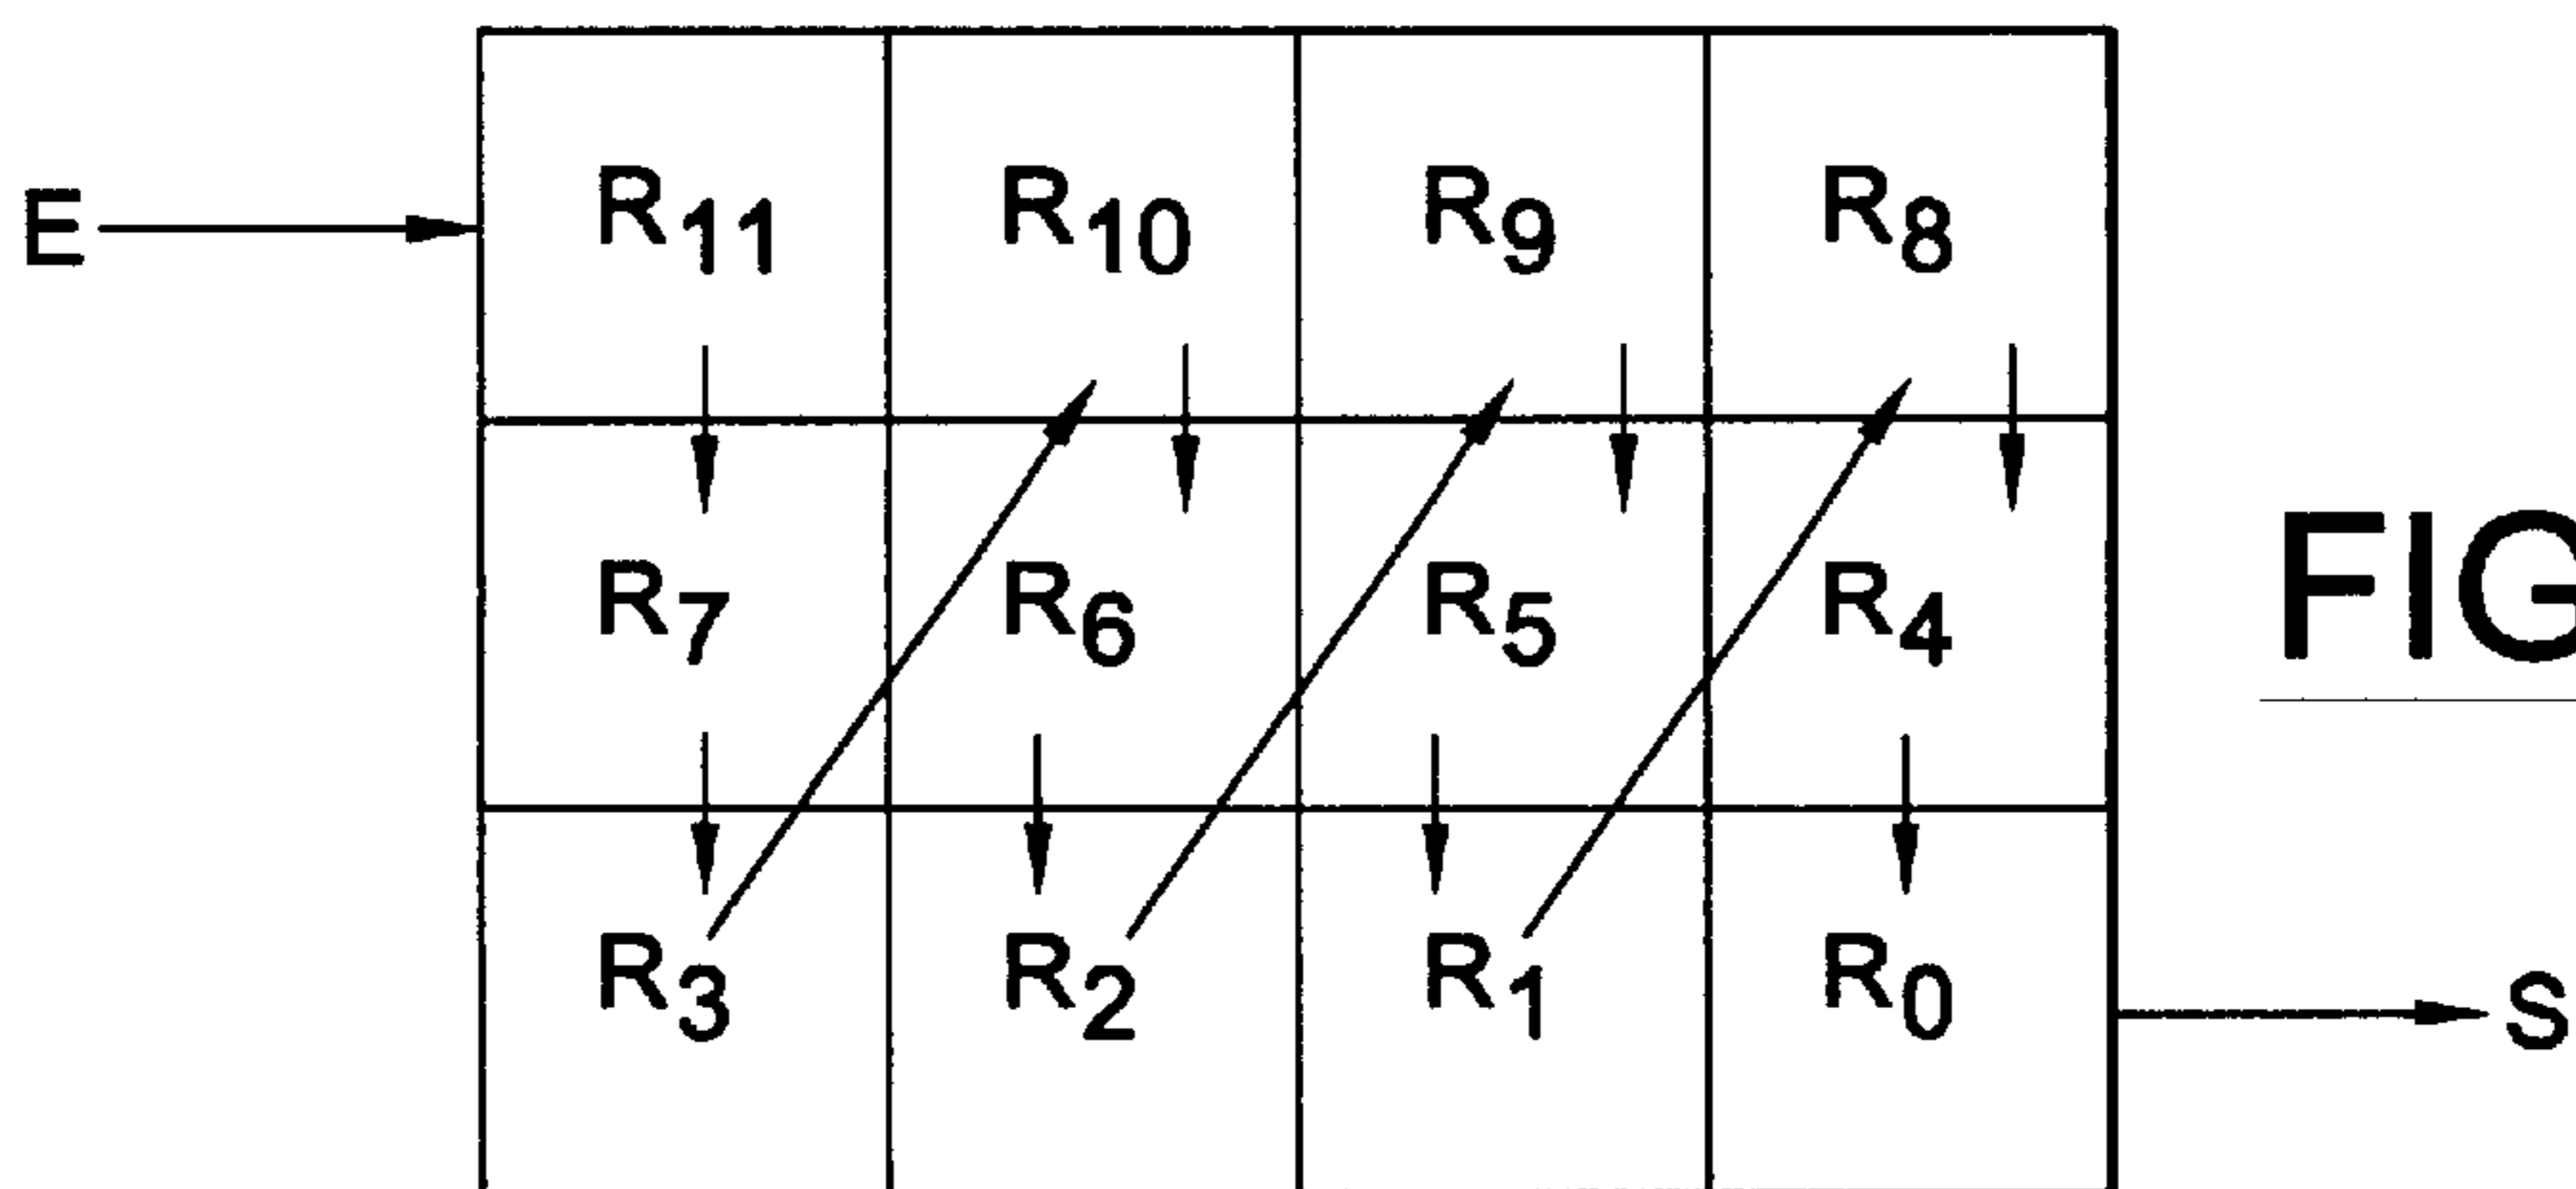 E R₁₁ R₁₀ R₉ R₈
R₇ R₆ R₅ R₄
FIG
R₃ R₂ R₁ R₀ S